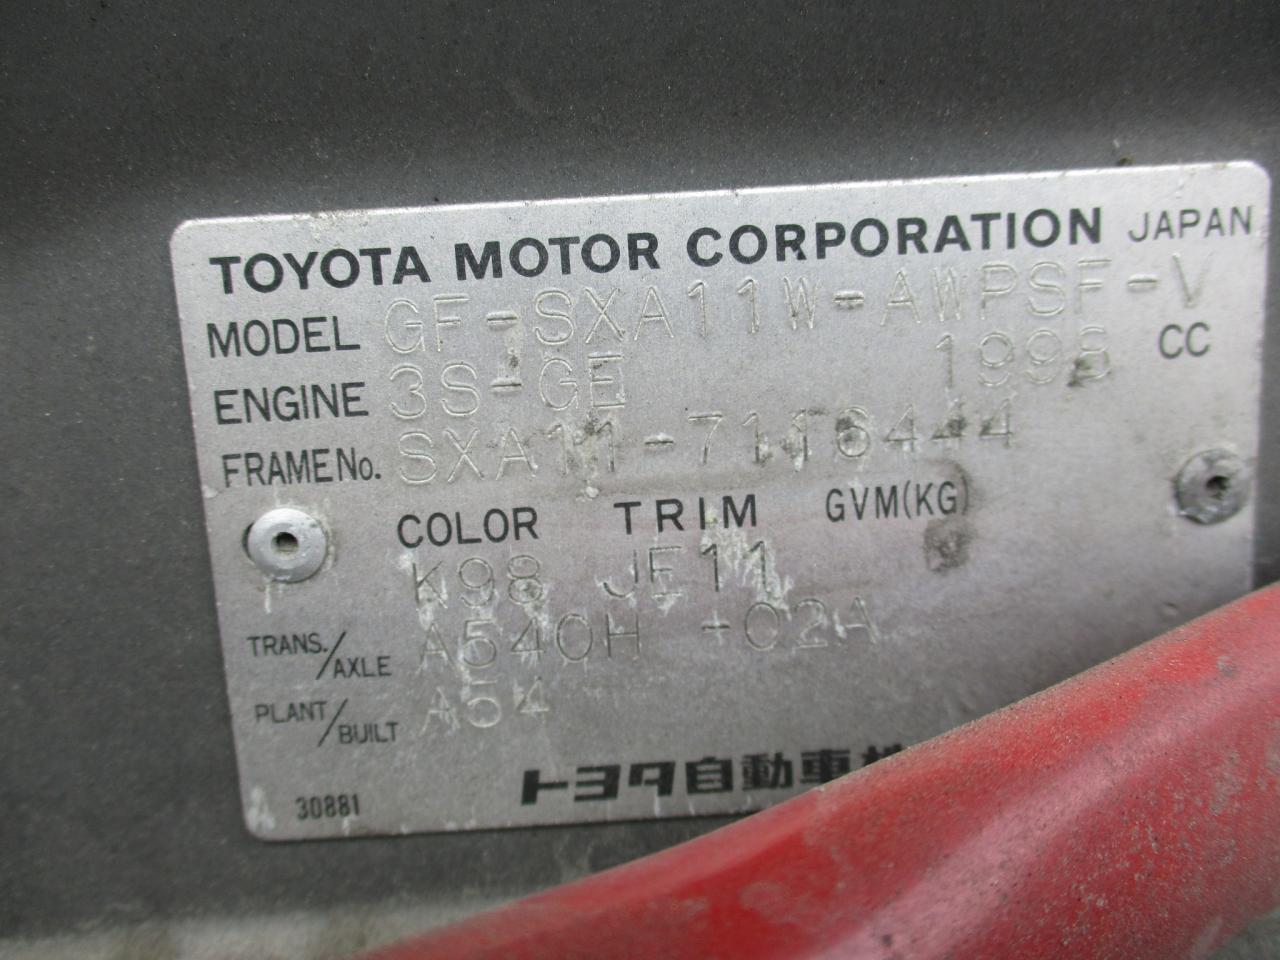 TOYOTA MOTOR CORPORATION JAPAN
MODEL GF-SXA11W-AWPSF-V
ENGINE 3S-GE 1998 CC
FRAME No. SXA11-7116444
COLOR TRIM GVM(KG)
K98 JE11
TRANS./AXLE A540H -02A
PLANT/BUILT A54
トヨタ自動車株
30881